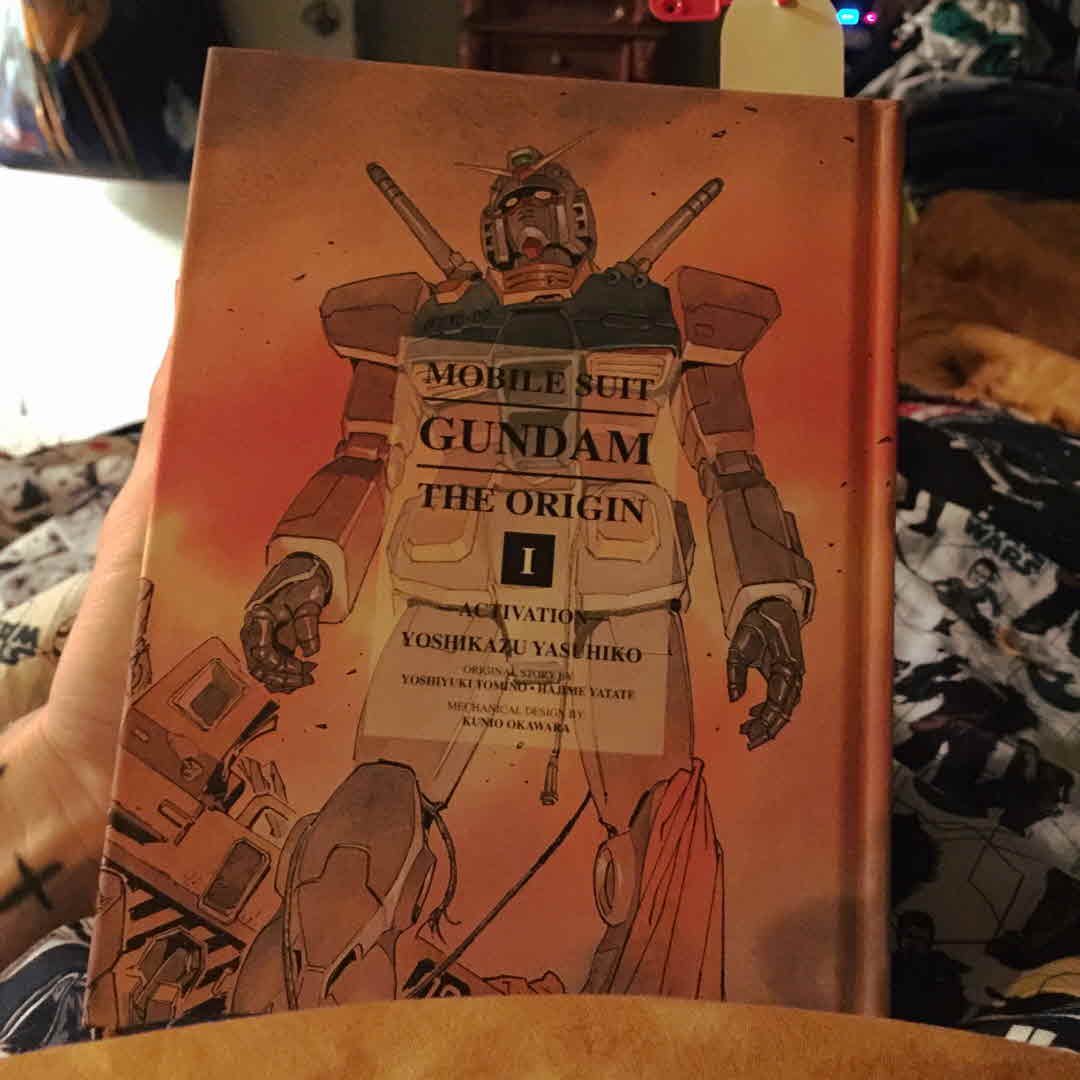 MOBILE SUIT
GUNDAM
THE ORIGIN
I
—ACTIVATION—
YOSHIKAZU YASUHIKO
ORIGINAL STORY BY
YOSHIYUKI TOMINO • HAJIME YATATE
MECHANICAL DESIGN BY
KUNIO OKAWARA
WARS